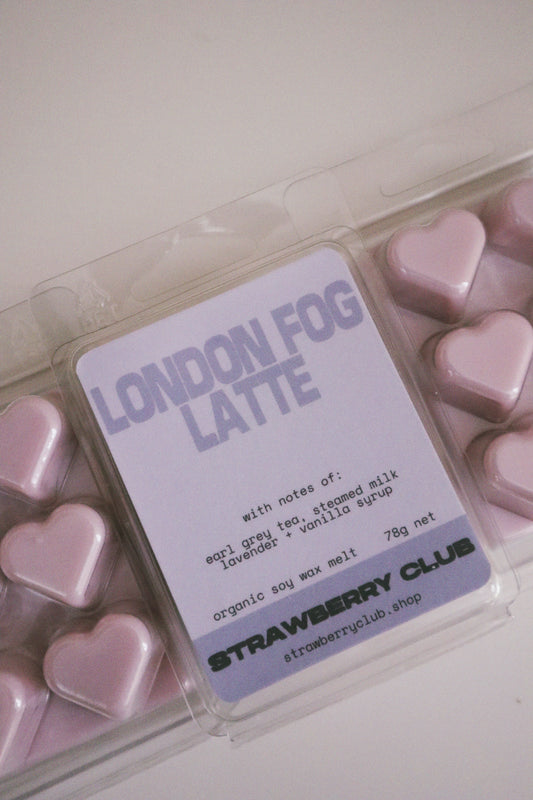 LONDON FOG
LATTE
with notes of:
earl grey tea, steamed milk
lavender + vanilla syrup
organic soy wax melt 78g net
STRAWBERRY CLUB
strawberryclub.shop